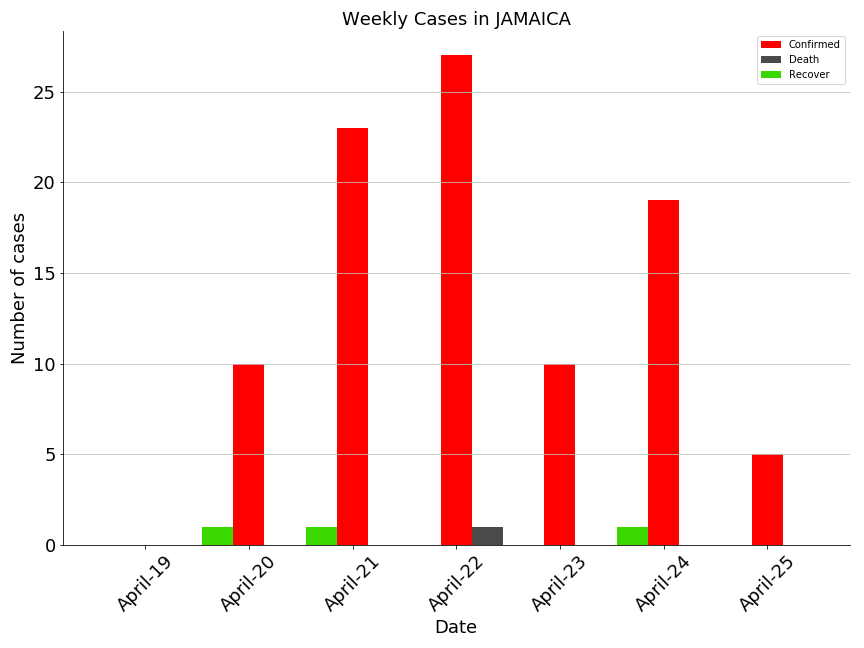 Weekly Cases in JAMAICA
Confirmed
Death
Recover
Number of cases
25
20
15
10
5
0
April-19
April-20
April-21
April-22
April-23
April-24
April-25
Date